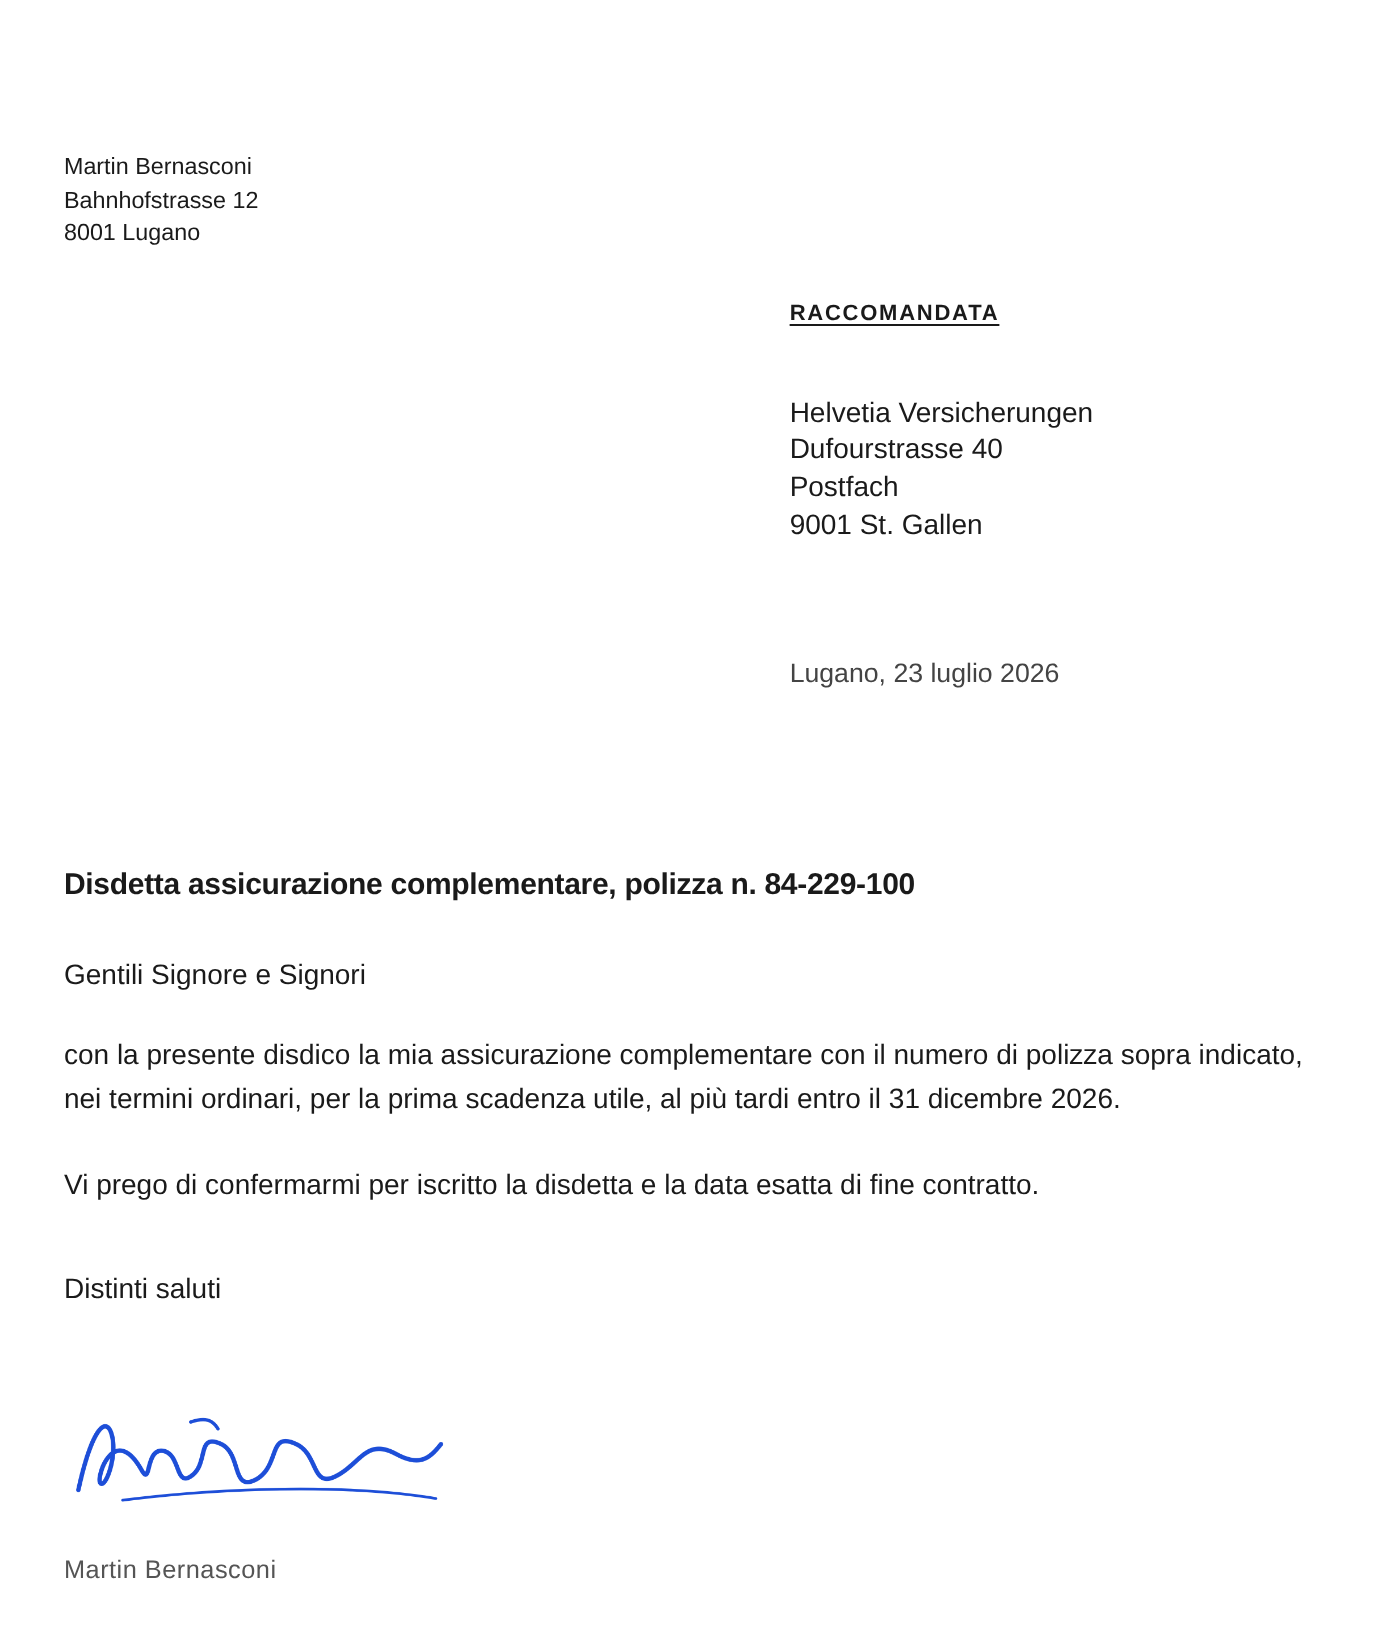 Martin Bernasconi
Bahnhofstrasse 12
8001 Lugano
RACCOMANDATA
Helvetia Versicherungen
Dufourstrasse 40
Postfach
9001 St. Gallen
Lugano, 23 luglio 2026
Disdetta assicurazione complementare, polizza n. 84-229-100
Gentili Signore e Signori
con la presente disdico la mia assicurazione complementare con il numero di polizza sopra indicato,
nei termini ordinari, per la prima scadenza utile, al più tardi entro il 31 dicembre 2026.
Vi prego di confermarmi per iscritto la disdetta e la data esatta di fine contratto.
Distinti saluti
Martin Bernasconi